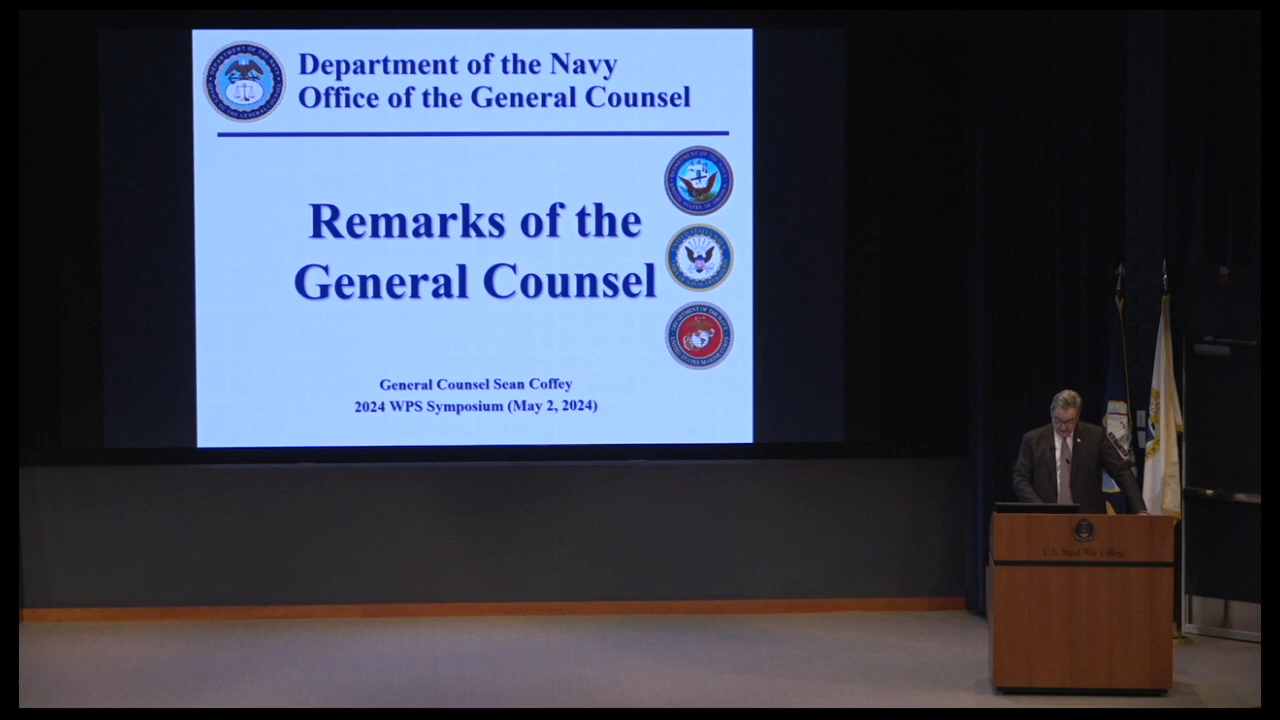 Department of the Navy
Office of the General Counsel
Remarks of the
General Counsel
General Counsel Sean Coffey
2024 WPS Symposium (May 2, 2024)
U.S. Naval War College